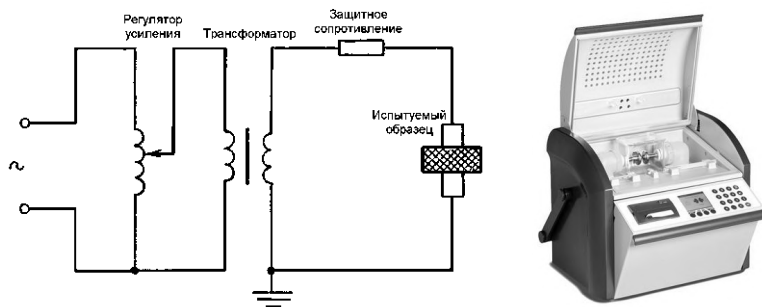 Регулятор
усиления
Трансформатор
Защитное
сопротивление
Испытуемый
образец
~